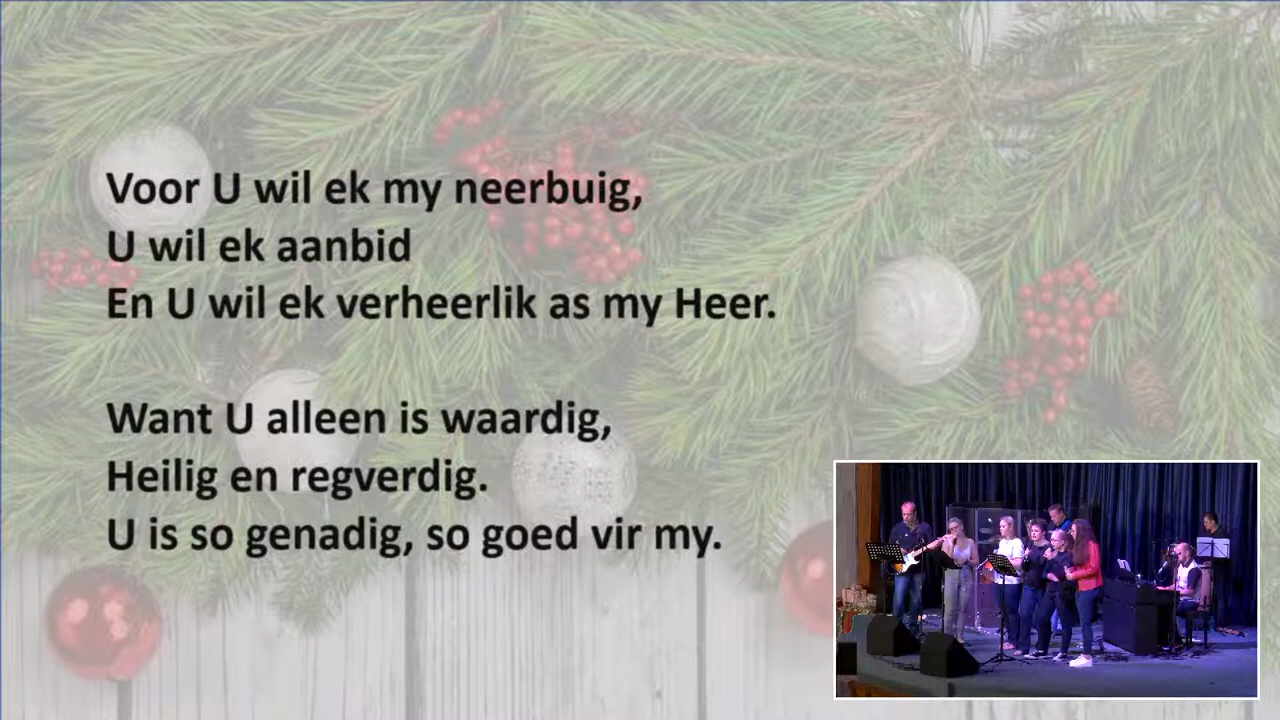 Voor U wil ek my neerbuig,
U wil ek aanbid
En U wil ek verheerlik as my Heer.
Want U alleen is waardig,
Heilig en regverdig.
U is so genadig, so goed vir my.